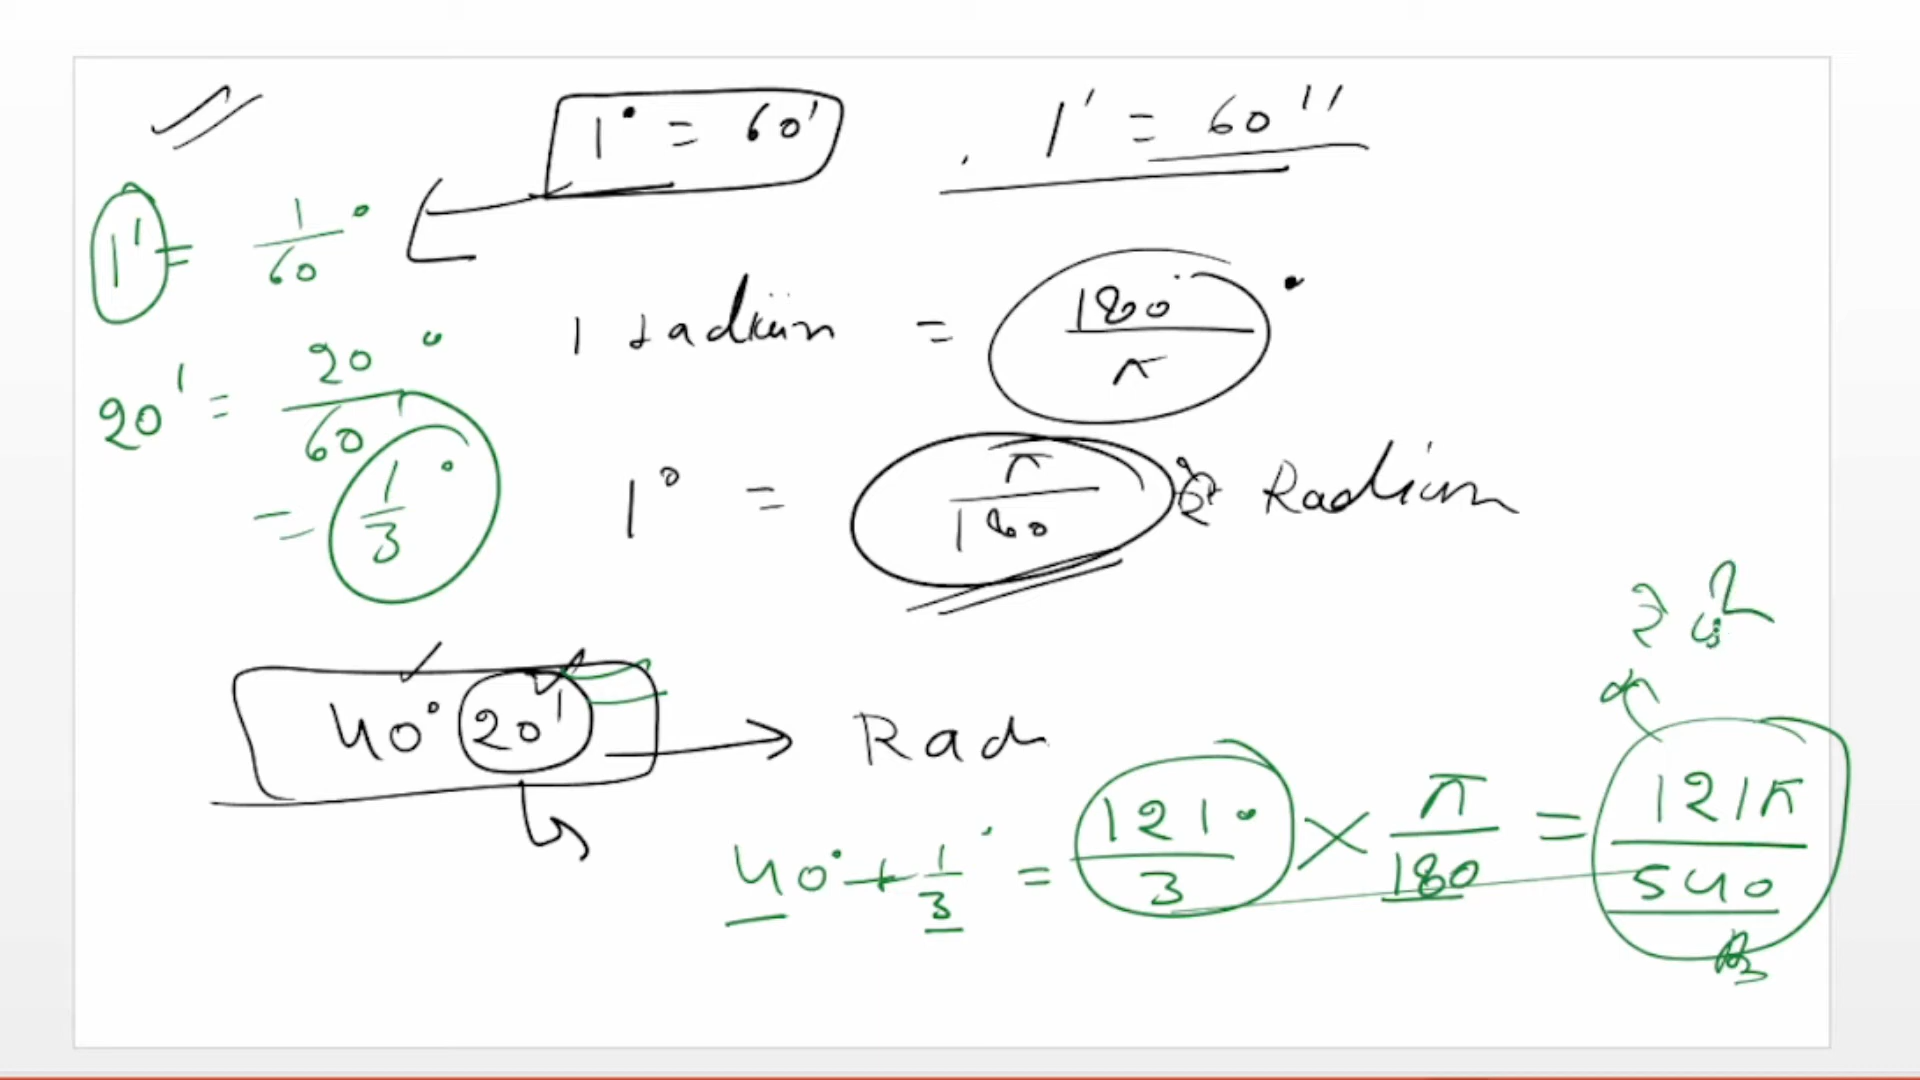 1° = 60'
1' = 60''
1' = 1/60°
1 radian = 180°/π
20' = 20/60°
= 1/3°
1° = π/180 Radian
40° 20' → Rad
40° + 1/3° = 121°/3 × π/180 = 121π/540